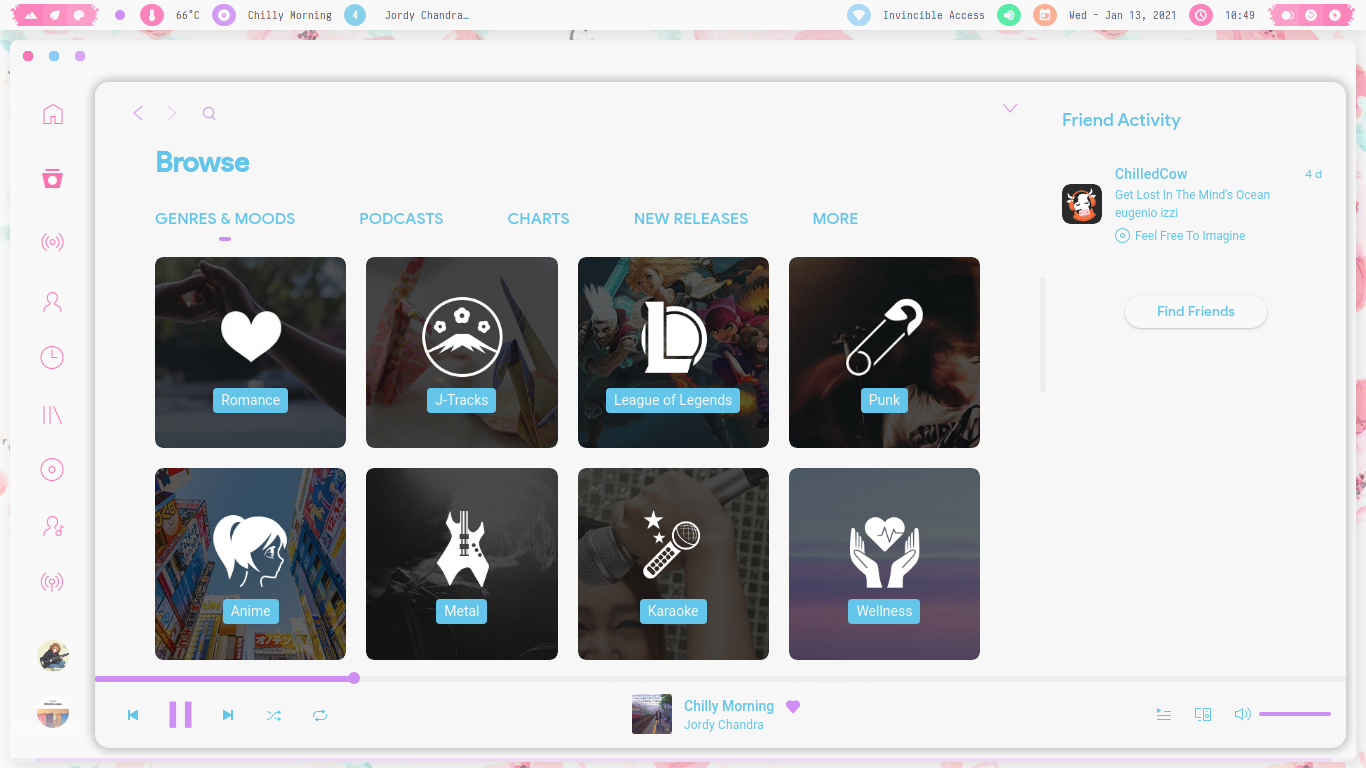 66°C
Chilly Morning
4
Jordy Chandra…
Invincible Access
Wed - Jan 13, 2021
10:49
Browse
GENRES & MOODS
PODCASTS
CHARTS
NEW RELEASES
MORE
Romance
J-Tracks
League of Legends
Punk
Anime
Metal
Karaoke
Wellness
Friend Activity
ChilledCow
4 d
Get Lost In The Mind's Ocean
eugenio izzi
Feel Free To Imagine
Find Friends
Chilly Morning
Jordy Chandra